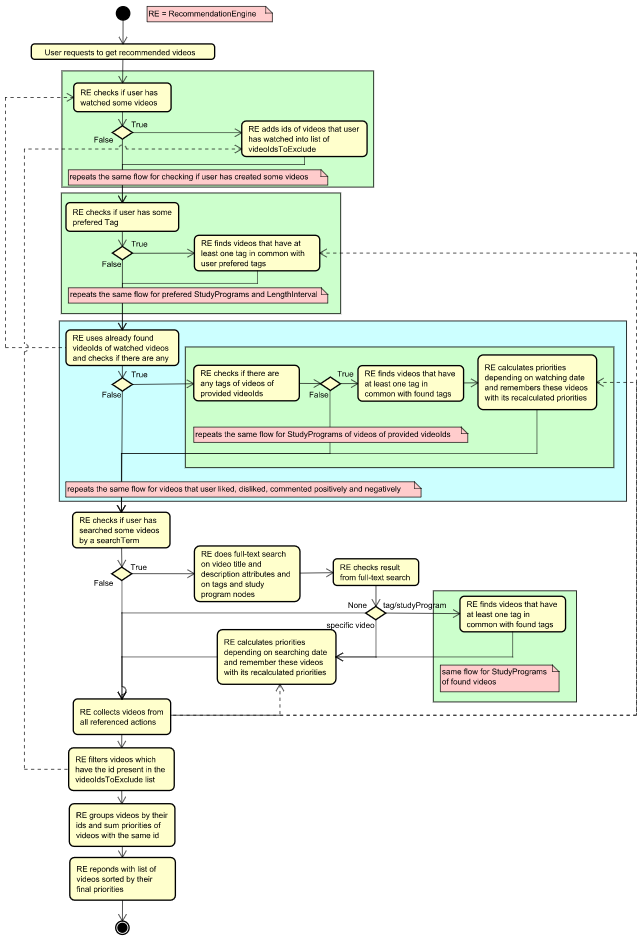 RE = RecommendationEngine
User requests to get recommended videos
RE checks if user has
watched some videos
True
False
RE adds ids of videos that user
has watched into list of
videoIdsToExclude
repeats the same flow for checking if user has created some videos
RE checks if user has some
prefered Tag
True
False
RE finds videos that have at
least one tag in common with
user prefered tags
repeats the same flow for prefered StudyPrograms and LengthInterval
RE uses already found
videoIds of watched videos
and checks if there are any
True
False
RE checks if there are
any tags of videos of
provided videoIds
True
False
RE finds videos that have
at least one tag in
common with found tags
RE calculates priorities
depending on watching date
and remembers these videos
with its recalculated priorities
repeats the same flow for StudyPrograms of videos of provided videoIds
repeats the same flow for videos that user liked, disliked, commented positively and negatively
RE checks if user has
searched some videos
by a searchTerm
True
False
RE does full-text search
on video title and
description attributes and
on tags and study
program nodes
RE checks result
from full-text search
None
tag/studyProgram
specific video
RE finds videos that have
at least one tag in
common with found tags
RE calculates priorities
depending on searching date
and remember these videos
with its recalculated priorities
same flow for StudyPrograms
of found videos
RE collects videos from
all referenced actions
RE filters videos which
have the id present in the
videoIdsToExclude list
RE groups videos by their
ids and sum priorities of
videos with the same id
RE reponds with list of
videos sorted by their
final priorities